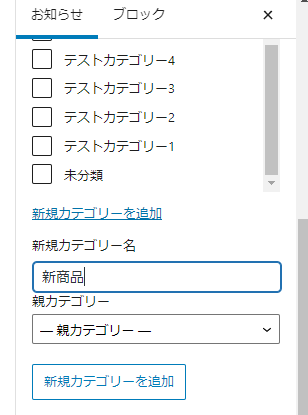 お知らせ
ブロック
テストカテゴリー4
テストカテゴリー3
テストカテゴリー2
テストカテゴリー1
未分類
新規カテゴリーを追加
新規カテゴリー名
新商品
親カテゴリー
— 親カテゴリー —
新規カテゴリーを追加